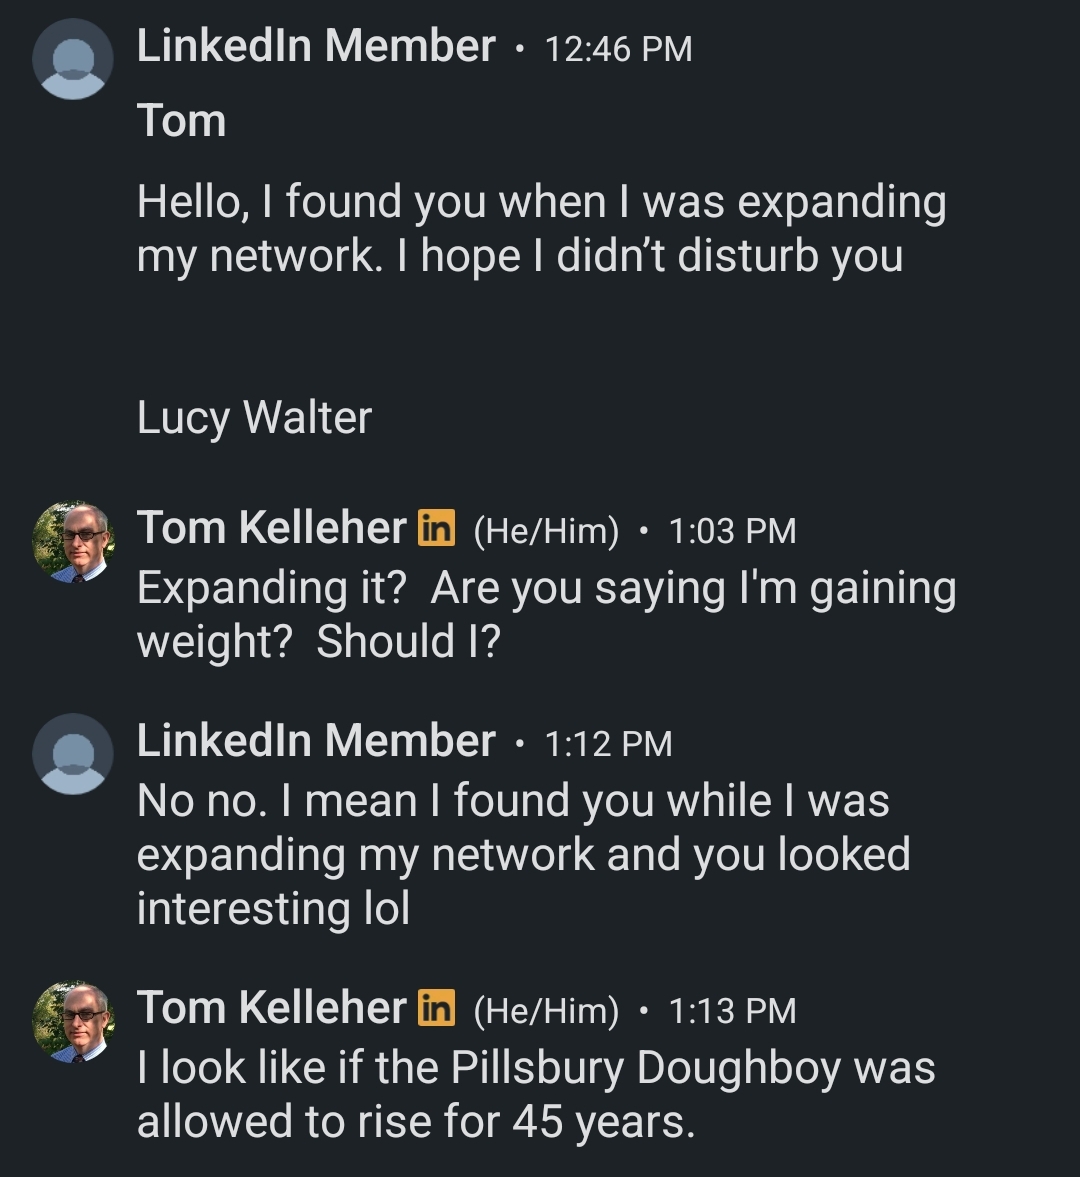 LinkedIn Member • 12:46 PM
Tom
Hello, I found you when I was expanding
my network. I hope I didn’t disturb you
Lucy Walter
Tom Kelleher in (He/Him) • 1:03 PM
Expanding it?  Are you saying I'm gaining
weight?  Should I?
LinkedIn Member • 1:12 PM
No no. I mean I found you while I was
expanding my network and you looked
interesting lol
Tom Kelleher in (He/Him) • 1:13 PM
I look like if the Pillsbury Doughboy was
allowed to rise for 45 years.